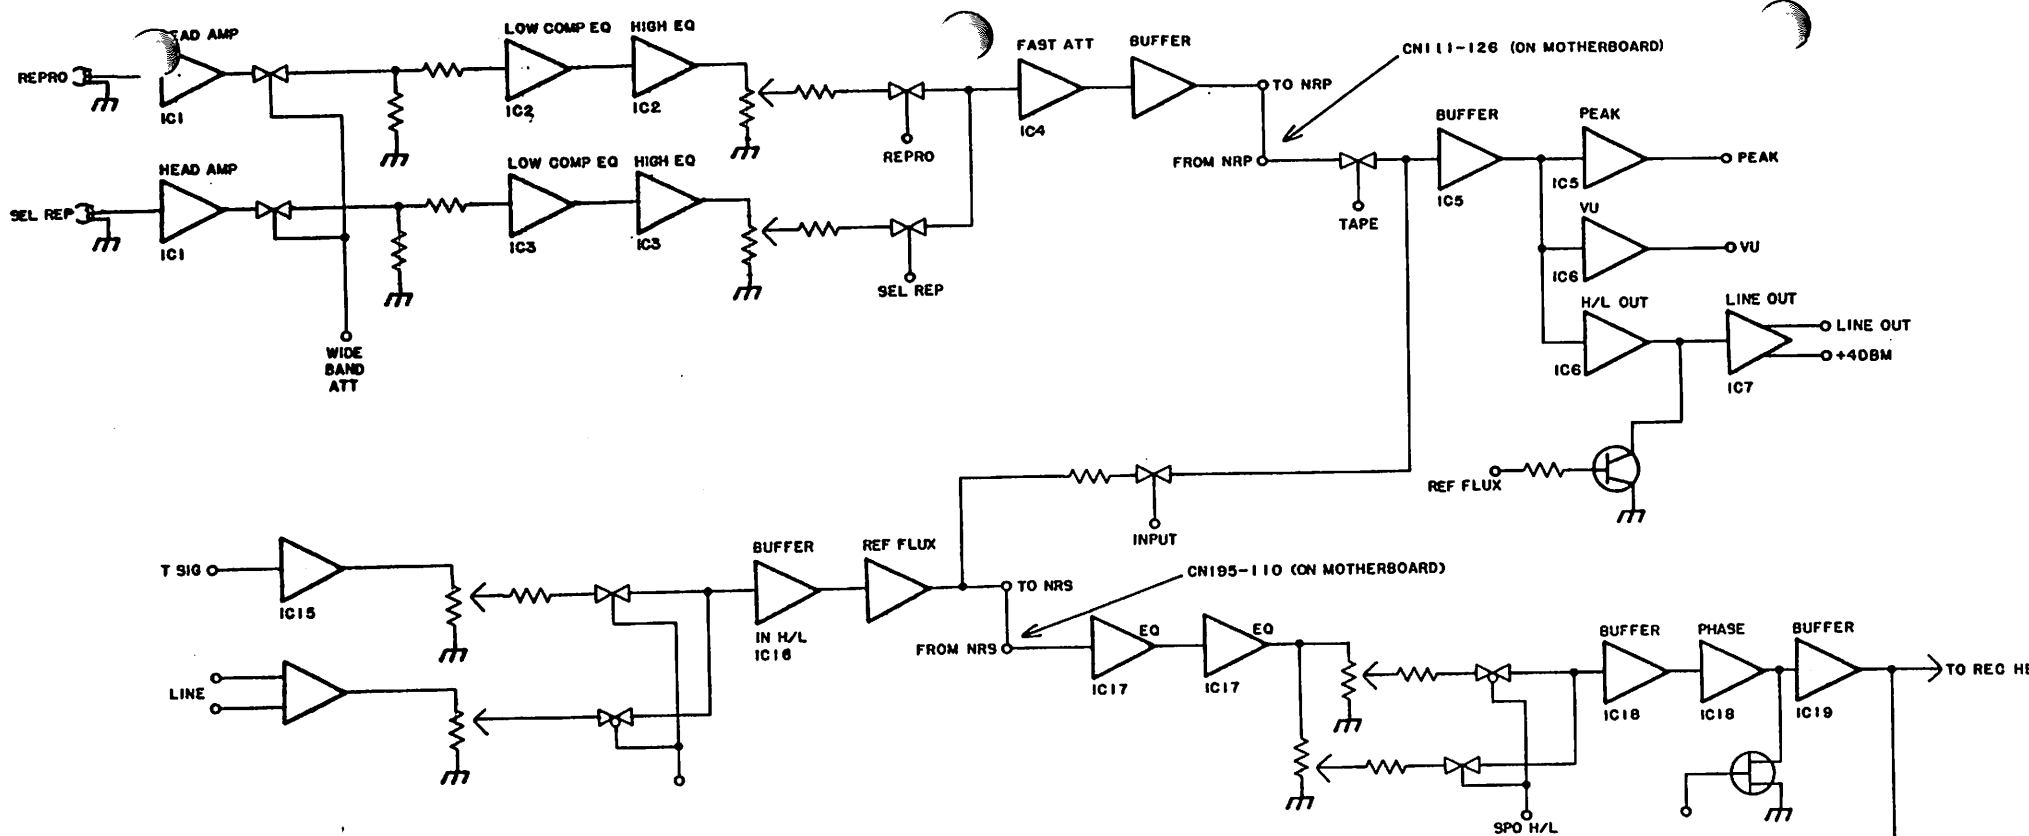 HEAD AMP
LOW COMP EQ
HIGH EQ
REPRO
IC1
IC2
IC2
FAST ATT
BUFFER
IC4
REPRO
TO NRP
CN111-126 (ON MOTHERBOARD)
FROM NRP
TAPE
BUFFER
IC5
PEAK
IC5
PEAK
VU
IC6
VU
H/L OUT
IC6
LINE OUT
IC7
LINE OUT
+4DBM
REF FLUX
HEAD AMP
LOW COMP EQ
HIGH EQ
SEL REP
IC1
IC3
IC3
SEL REP
WIDE
BAND
ATT
INPUT
T SIG
IC15
LINE
BUFFER
IN H/L
IC16
REF FLUX
TO NRS
CN195-110 (ON MOTHERBOARD)
FROM NRS
EQ
IC17
EQ
IC17
BUFFER
IC18
PHASE
IC18
BUFFER
IC19
TO REC HE
SPO H/L